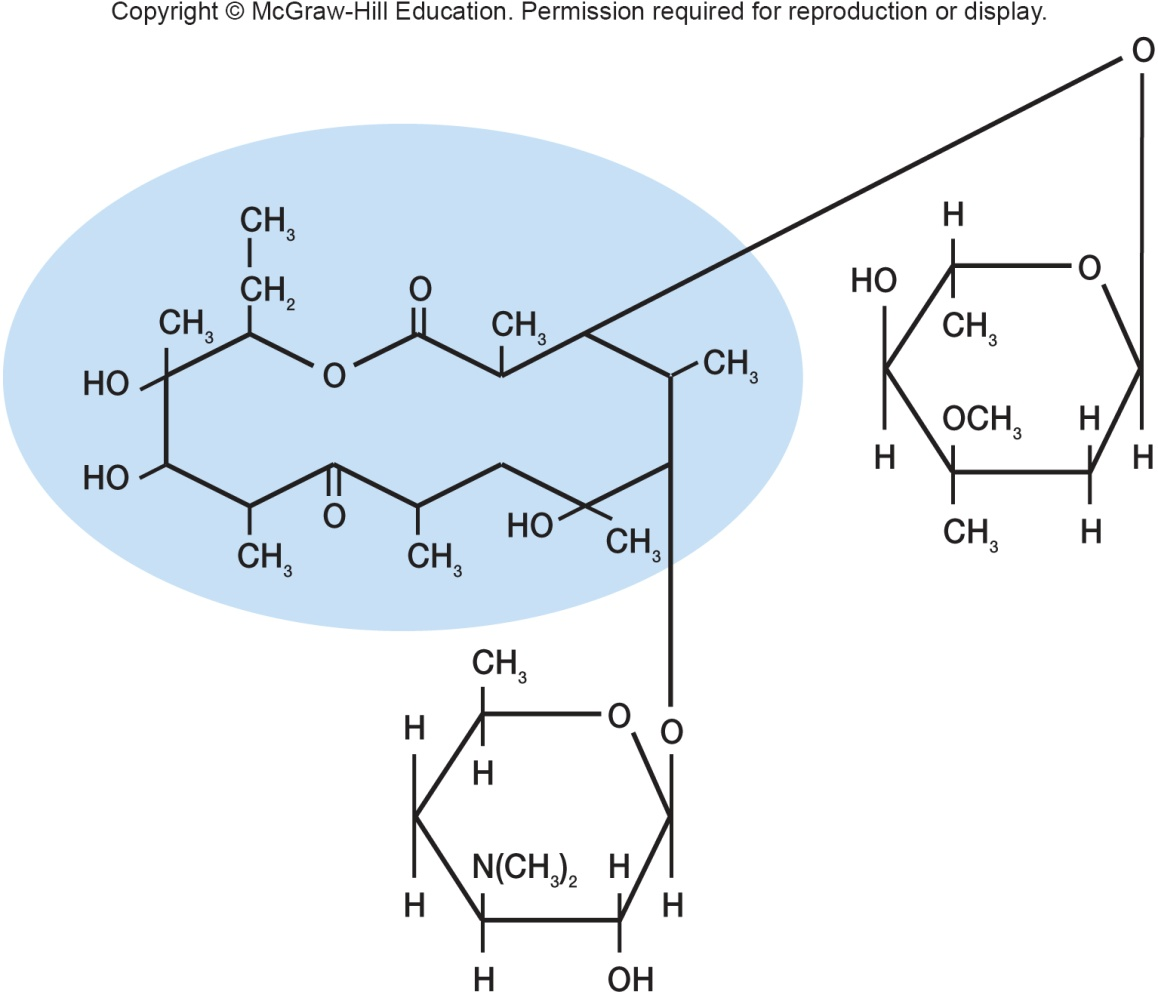 Copyright © McGraw-Hill Education. Permission required for reproduction or display.
O
CH₃
H
CH₂
O
HO
O
CH₃
CH₃
CH₃
O
CH₃
HO
OCH₃
H
H
H
HO
O
HO
CH₃
CH₃
CH₃
CH₃
H
CH₃
H
O
O
H
N(CH₃)₂
H
H
H
H
OH